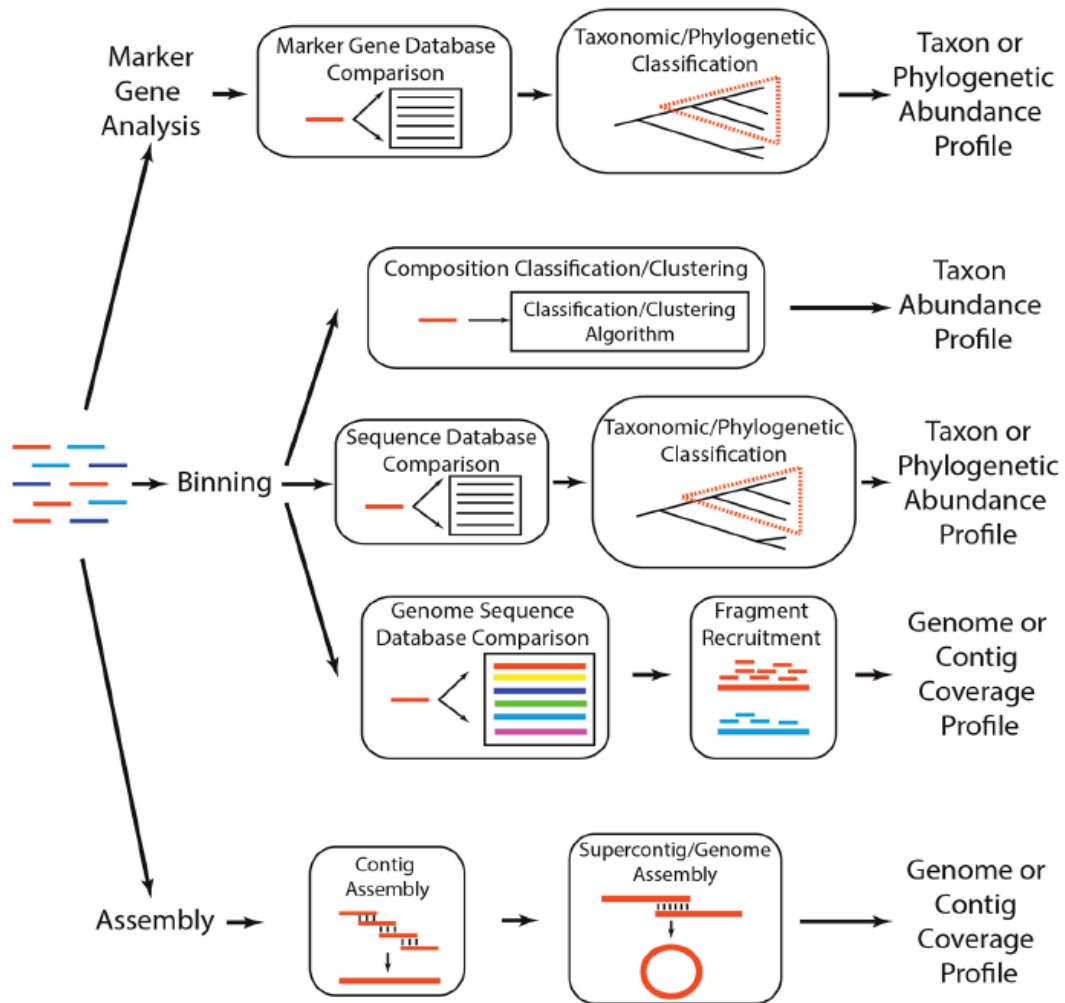 Marker
Gene
Analysis
Marker Gene Database
Comparison
Taxonomic/Phylogenetic
Classification
Taxon or
Phylogenetic
Abundance
Profile
Composition Classification/Clustering
Classification/Clustering
Algorithm
Taxon
Abundance
Profile
Binning
Sequence Database
Comparison
Taxonomic/Phylogenetic
Classification
Taxon or
Phylogenetic
Abundance
Profile
Genome Sequence
Database Comparison
Fragment
Recruitment
Genome or
Contig
Coverage
Profile
Assembly
Contig
Assembly
Supercontig/Genome
Assembly
Genome or
Contig
Coverage
Profile